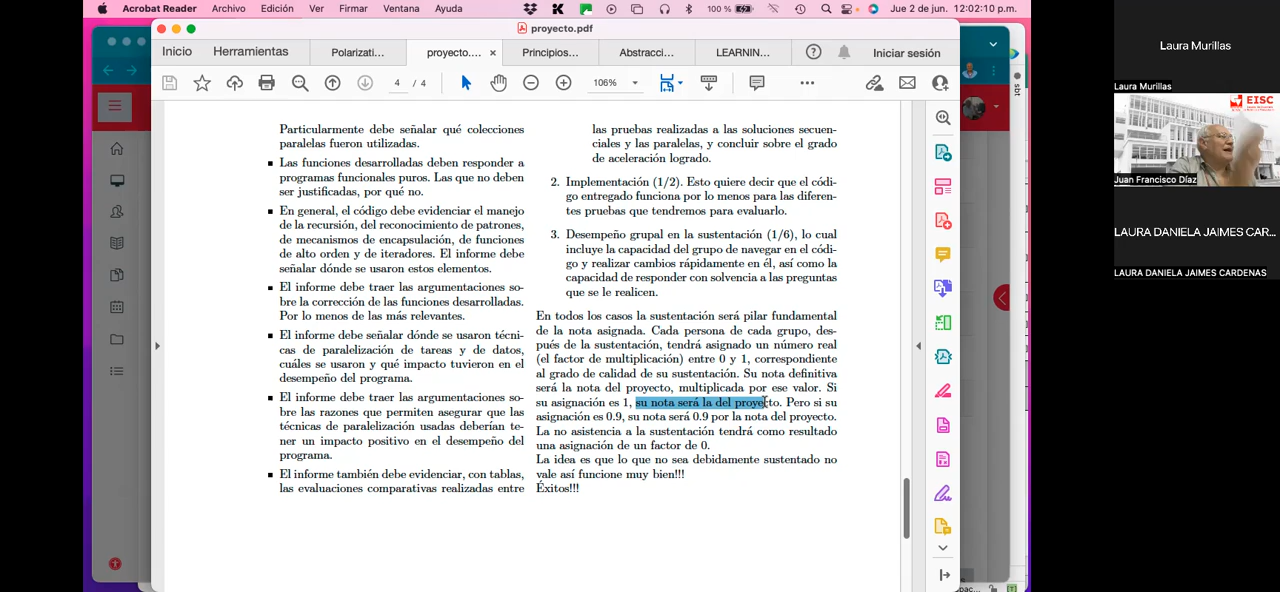 Acrobat Reader Archivo Edición Ver Firmar Ventana Ayuda 100 % Jue 2 de jun. 12:02:10 p.m.
proyecto.pdf
Inicio Herramientas Polarizati... proyecto.... × Principios... Abstracci... LEARNIN... Iniciar sesión
4 / 4 106%
Particularmente debe señalar qué colecciones
paralelas fueron utilizadas.
Las funciones desarrolladas deben responder a
programas funcionales puros. Las que no deben
ser justificadas, por qué no.
En general, el código debe evidenciar el manejo
de la recursión, del reconocimiento de patrones,
de mecanismos de encapsulación, de funciones
de alto orden y de iteradores. El informe debe
señalar dónde se usaron estos elementos.
El informe debe traer las argumentaciones so-
bre la corrección de las funciones desarrolladas.
Por lo menos de las más relevantes.
El informe debe señalar dónde se usaron técni-
cas de paralelización de tareas y de datos,
cuáles se usaron y qué impacto tuvieron en el
desempeño del programa.
El informe debe traer las argumentaciones so-
bre las razones que permiten asegurar que las
técnicas de paralelización usadas deberían te-
ner un impacto positivo en el desempeño del
programa.
El informe también debe evidenciar, con tablas,
las evaluaciones comparativas realizadas entre
las pruebas realizadas a las soluciones secuen-
ciales y las paralelas, y concluir sobre el grado
de aceleración logrado.
2. Implementación (1/2). Esto quiere decir que el códi-
go entregado funciona por lo menos para las diferen-
tes pruebas que tendremos para evaluarlo.
3. Desempeño grupal en la sustentación (1/6), lo cual
incluye la capacidad del grupo de navegar en el códi-
go y realizar cambios rápidamente en él, así como la
capacidad de responder con solvencia a las preguntas
que se le realicen.
En todos los casos la sustentación será pilar fundamental
de la nota asignada. Cada persona de cada grupo, des-
pués de la sustentación, tendrá asignado un número real
(el factor de multiplicación) entre 0 y 1, correspondiente
al grado de calidad de su sustentación. Su nota definitiva
será la nota del proyecto, multiplicada por ese valor. Si
su asignación es 1, su nota será la del proyecto. Pero si su
asignación es 0.9, su nota será 0.9 por la nota del proyecto.
La no asistencia a la sustentación tendrá como resultado
una asignación de un factor de 0.
La idea es que lo que no sea debidamente sustentado no
vale así funcione muy bien!!!
Éxitos!!!
sbt
Laura Murillas
Laura Murillas
EISC
Juan Francisco Díaz
LAURA DANIELA JAIMES CAR...
LAURA DANIELA JAIMES CARDENAS